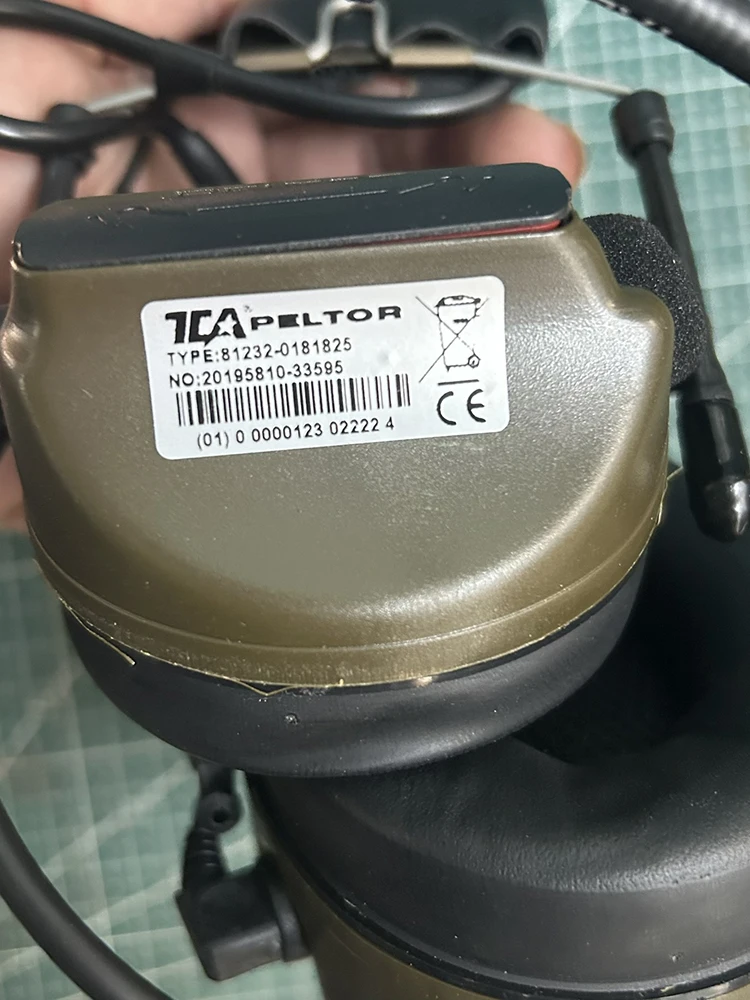 TCA PELTOR
TYPE:81232-0181825
NO:20195810-33595
(01) 0 0000123 02222 4
CE